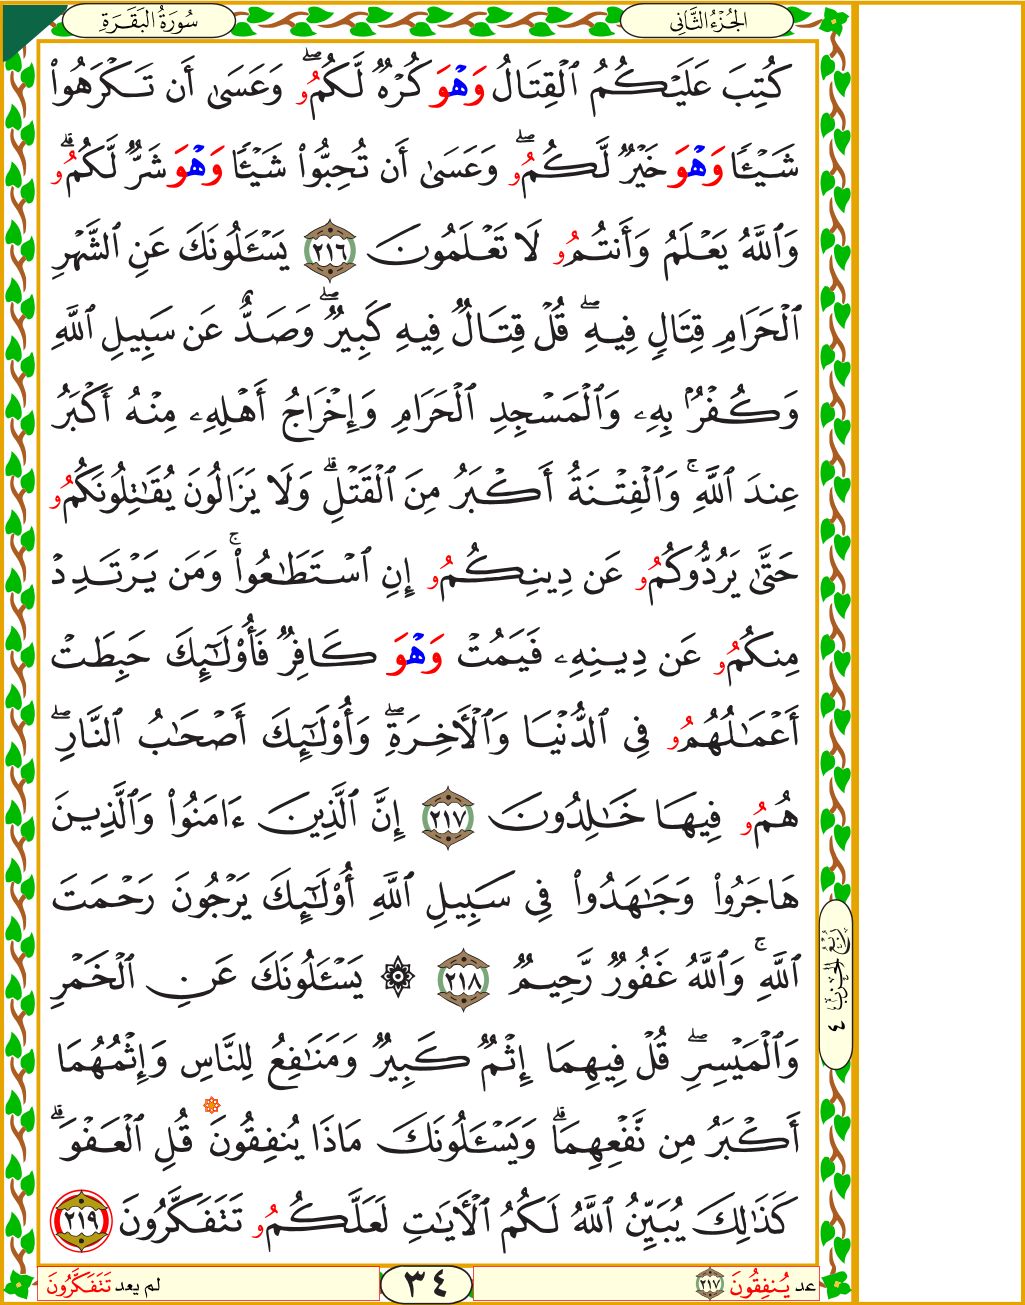 الجُزْءُ الثَّانِي
سُورَةُ البَقَرَةِ
كُتِبَ عَلَيْكُمُ ٱلْقِتَالُ وَهْوَ كُرْهٌ لَّكُمُۥ ۖ وَعَسَىٰ أَن تَكْرَهُوا۟
شَيْـًٔا وَهْوَ خَيْرٌ لَّكُمُۥ ۖ وَعَسَىٰ أَن تُحِبُّوا۟ شَيْـًٔا وَهْوَ شَرٌّ لَّكُمُۥ ۗ
وَٱللَّهُ يَعْلَمُ وَأَنتُمُۥ لَا تَعْلَمُونَ ٢١٦ يَسْـَٔلُونَكَ عَنِ ٱلشَّهْرِ
ٱلْحَرَامِ قِتَالٍ فِيهِ ۖ قُلْ قِتَالٌ فِيهِ كَبِيرٌ ۖ وَصَدٌّ عَن سَبِيلِ ٱللَّهِ
وَكُفْرٌۢ بِهِۦ وَٱلْمَسْجِدِ ٱلْحَرَامِ وَإِخْرَاجُ أَهْلِهِۦ مِنْهُ أَكْبَرُ
عِندَ ٱللَّهِ ۚ وَٱلْفِتْنَةُ أَكْبَرُ مِنَ ٱلْقَتْلِ ۗ وَلَا يَزَالُونَ يُقَـٰتِلُونَكُمُۥ
حَتَّىٰ يَرُدُّوكُمُۥ عَن دِينِكُمُۥ إِنِ ٱسْتَطَـٰعُوا۟ ۚ وَمَن يَرْتَدِدْ
مِنكُمُۥ عَن دِينِهِۦ فَيَمُتْ وَهْوَ كَافِرٌ فَأُو۟لَـٰٓئِكَ حَبِطَتْ
أَعْمَـٰلُهُمُۥ فِى ٱلدُّنْيَا وَٱلْـَٔاخِرَةِ ۖ وَأُو۟لَـٰٓئِكَ أَصْحَـٰبُ ٱلنَّارِ ۖ
هُمُۥ فِيهَا خَـٰلِدُونَ ٢١٧ إِنَّ ٱلَّذِينَ ءَامَنُوا۟ وَٱلَّذِينَ
هَاجَرُوا۟ وَجَـٰهَدُوا۟ فِى سَبِيلِ ٱللَّهِ أُو۟لَـٰٓئِكَ يَرْجُونَ رَحْمَتَ
ٱللَّهِ ۚ وَٱللَّهُ غَفُورٌ رَّحِيمٌ ٢١٨ ۞ يَسْـَٔلُونَكَ عَنِ ٱلْخَمْرِ
وَٱلْمَيْسِرِ ۖ قُلْ فِيهِمَا إِثْمٌ كَبِيرٌ وَمَنَـٰفِعُ لِلنَّاسِ وَإِثْمُهُمَا
أَكْبَرُ مِن نَّفْعِهِمَا ۗ وَيَسْـَٔلُونَكَ مَاذَا يُنفِقُونَ قُلِ ٱلْعَفْوَ ۗ
كَذَٰلِكَ يُبَيِّنُ ٱللَّهُ لَكُمُ ٱلْـَٔايَـٰتِ لَعَلَّكُمُۥ تَتَفَكَّرُونَ ٢١٩
رُبْعُ الحِزْبِ ٤
عد يُنفِقُونَ ٢١٧
٣٤
لم يعد تَتَفَكَّرُونَ